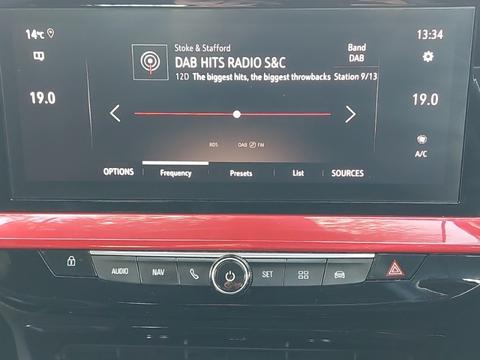 14°C
13:34
Stoke & Stafford
DAB HITS RADIO S&C
Band
DAB
12D The biggest hits, the biggest throwbacks Station 9/13
19.0
19.0
RDS DAB FM
A/C
OPTIONS Frequency Presets List SOURCES
AUDIO NAV SET